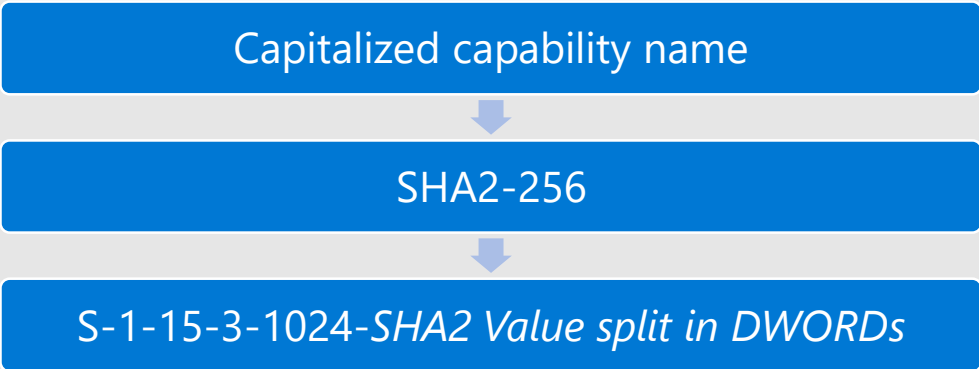 Capitalized capability name
SHA2-256
S-1-15-3-1024-SHA2 Value split in DWORDs